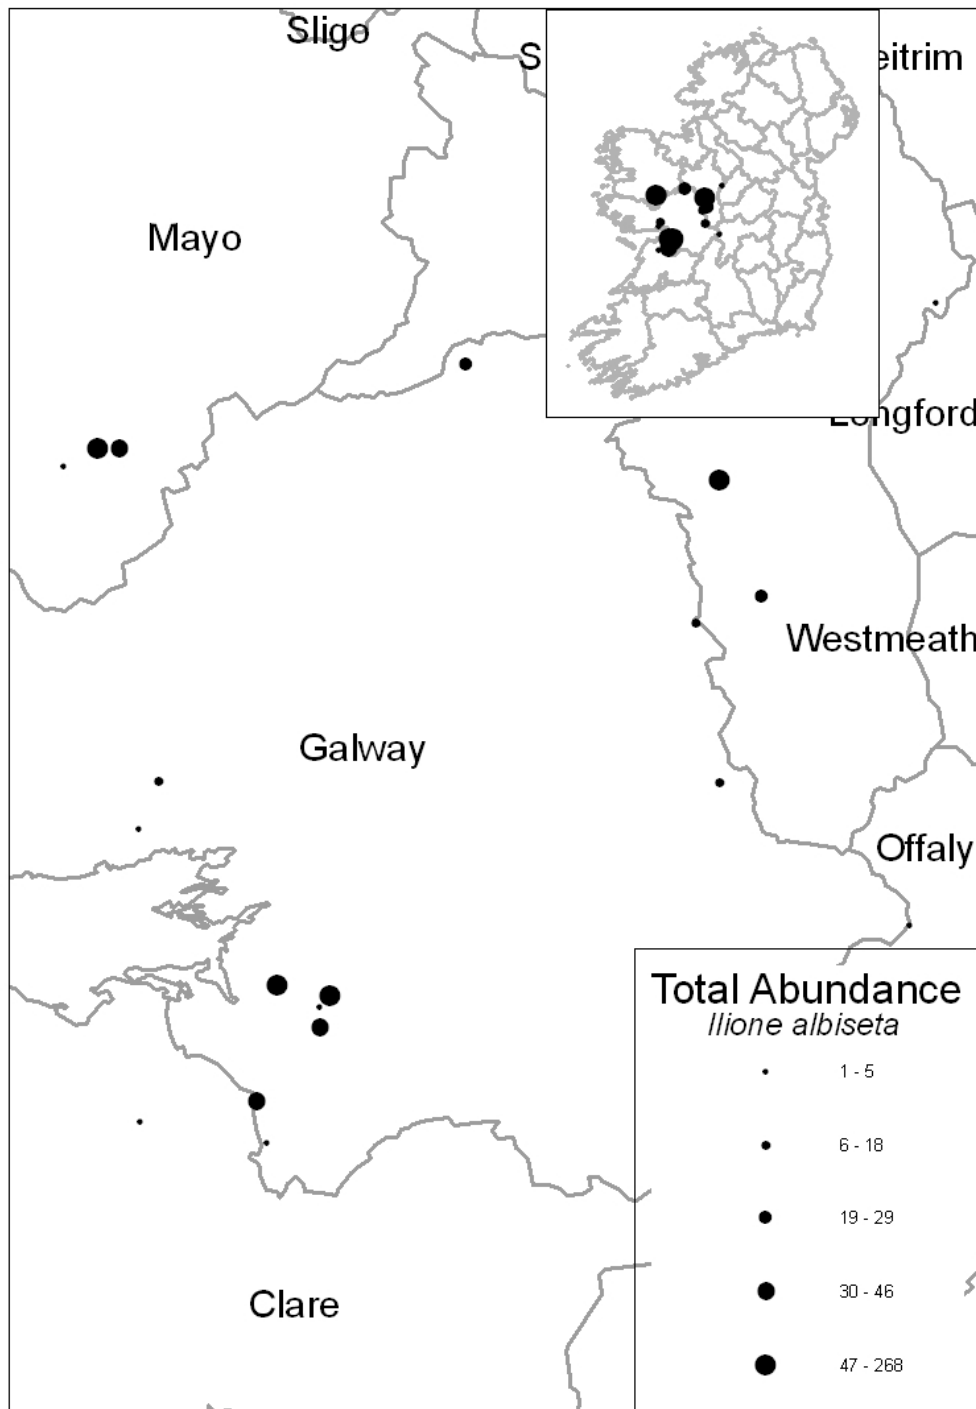 Sligo
S
eitrim
Mayo
Longford
Westmeath
Galway
Offaly
Total Abundance
Ilione albiseta
1 - 5
6 - 18
19 - 29
30 - 46
47 - 268
Clare